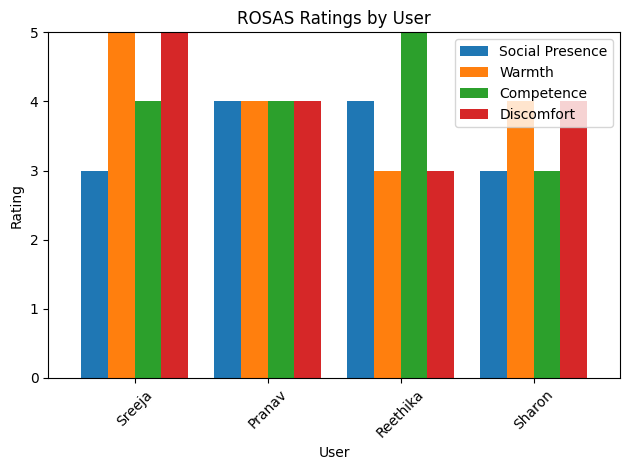 ROSAS Ratings by User
Social Presence
Warmth
Competence
Discomfort
5
4
3
2
1
0
Rating
Sreeja
Pranav
Reethika
Sharon
User